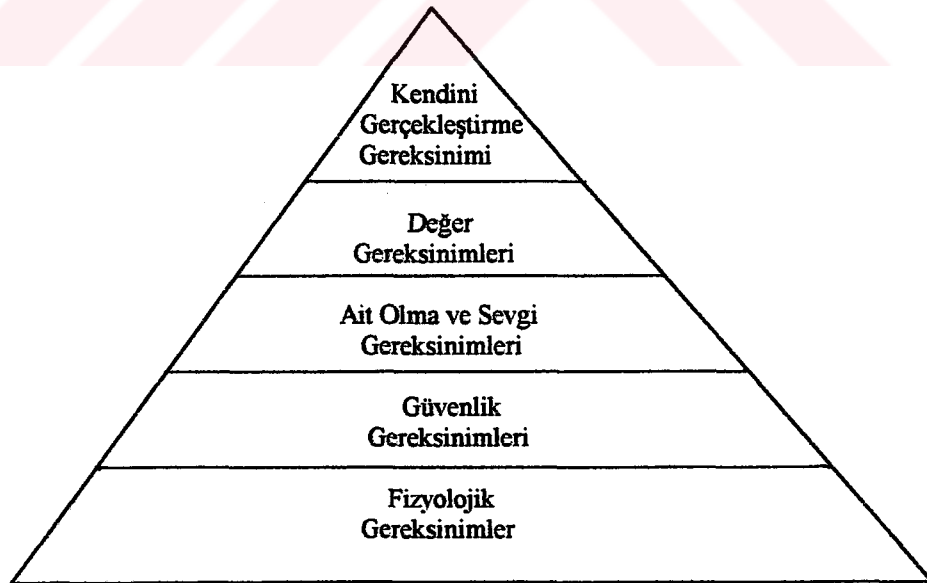 Kendini
Gerçekleştirme
Gereksinimi
Değer
Gereksinimleri
Ait Olma ve Sevgi
Gereksinimleri
Güvenlik
Gereksinimleri
Fizyolojik
Gereksinimler